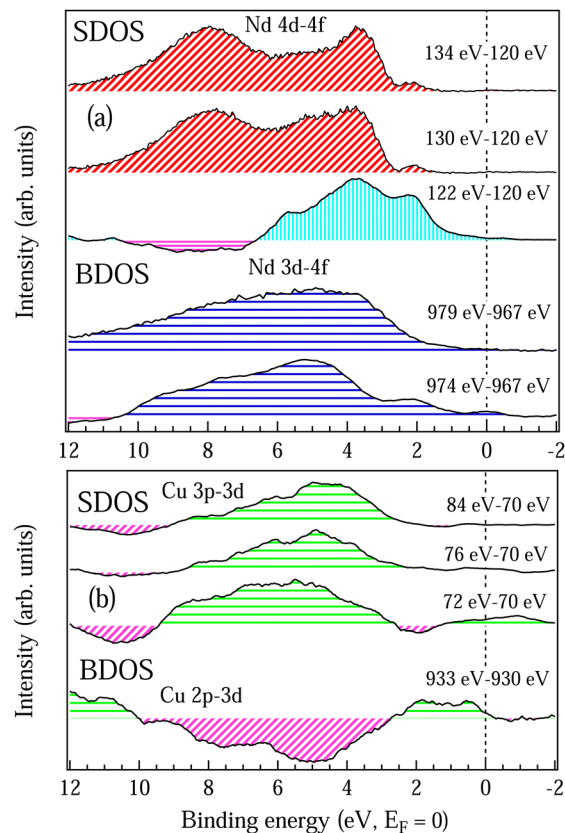 SDOS
Nd 4d-4f
134 eV-120 eV
(a)
130 eV-120 eV
122 eV-120 eV
BDOS
Nd 3d-4f
979 eV-967 eV
974 eV-967 eV
Intensity (arb. units)
12 10 8 6 4 2 0 -2
SDOS
Cu 3p-3d
84 eV-70 eV
76 eV-70 eV
(b)
72 eV-70 eV
BDOS
Cu 2p-3d
933 eV-930 eV
Intensity (arb. units)
12 10 8 6 4 2 0 -2
Binding energy (eV, E_F = 0)